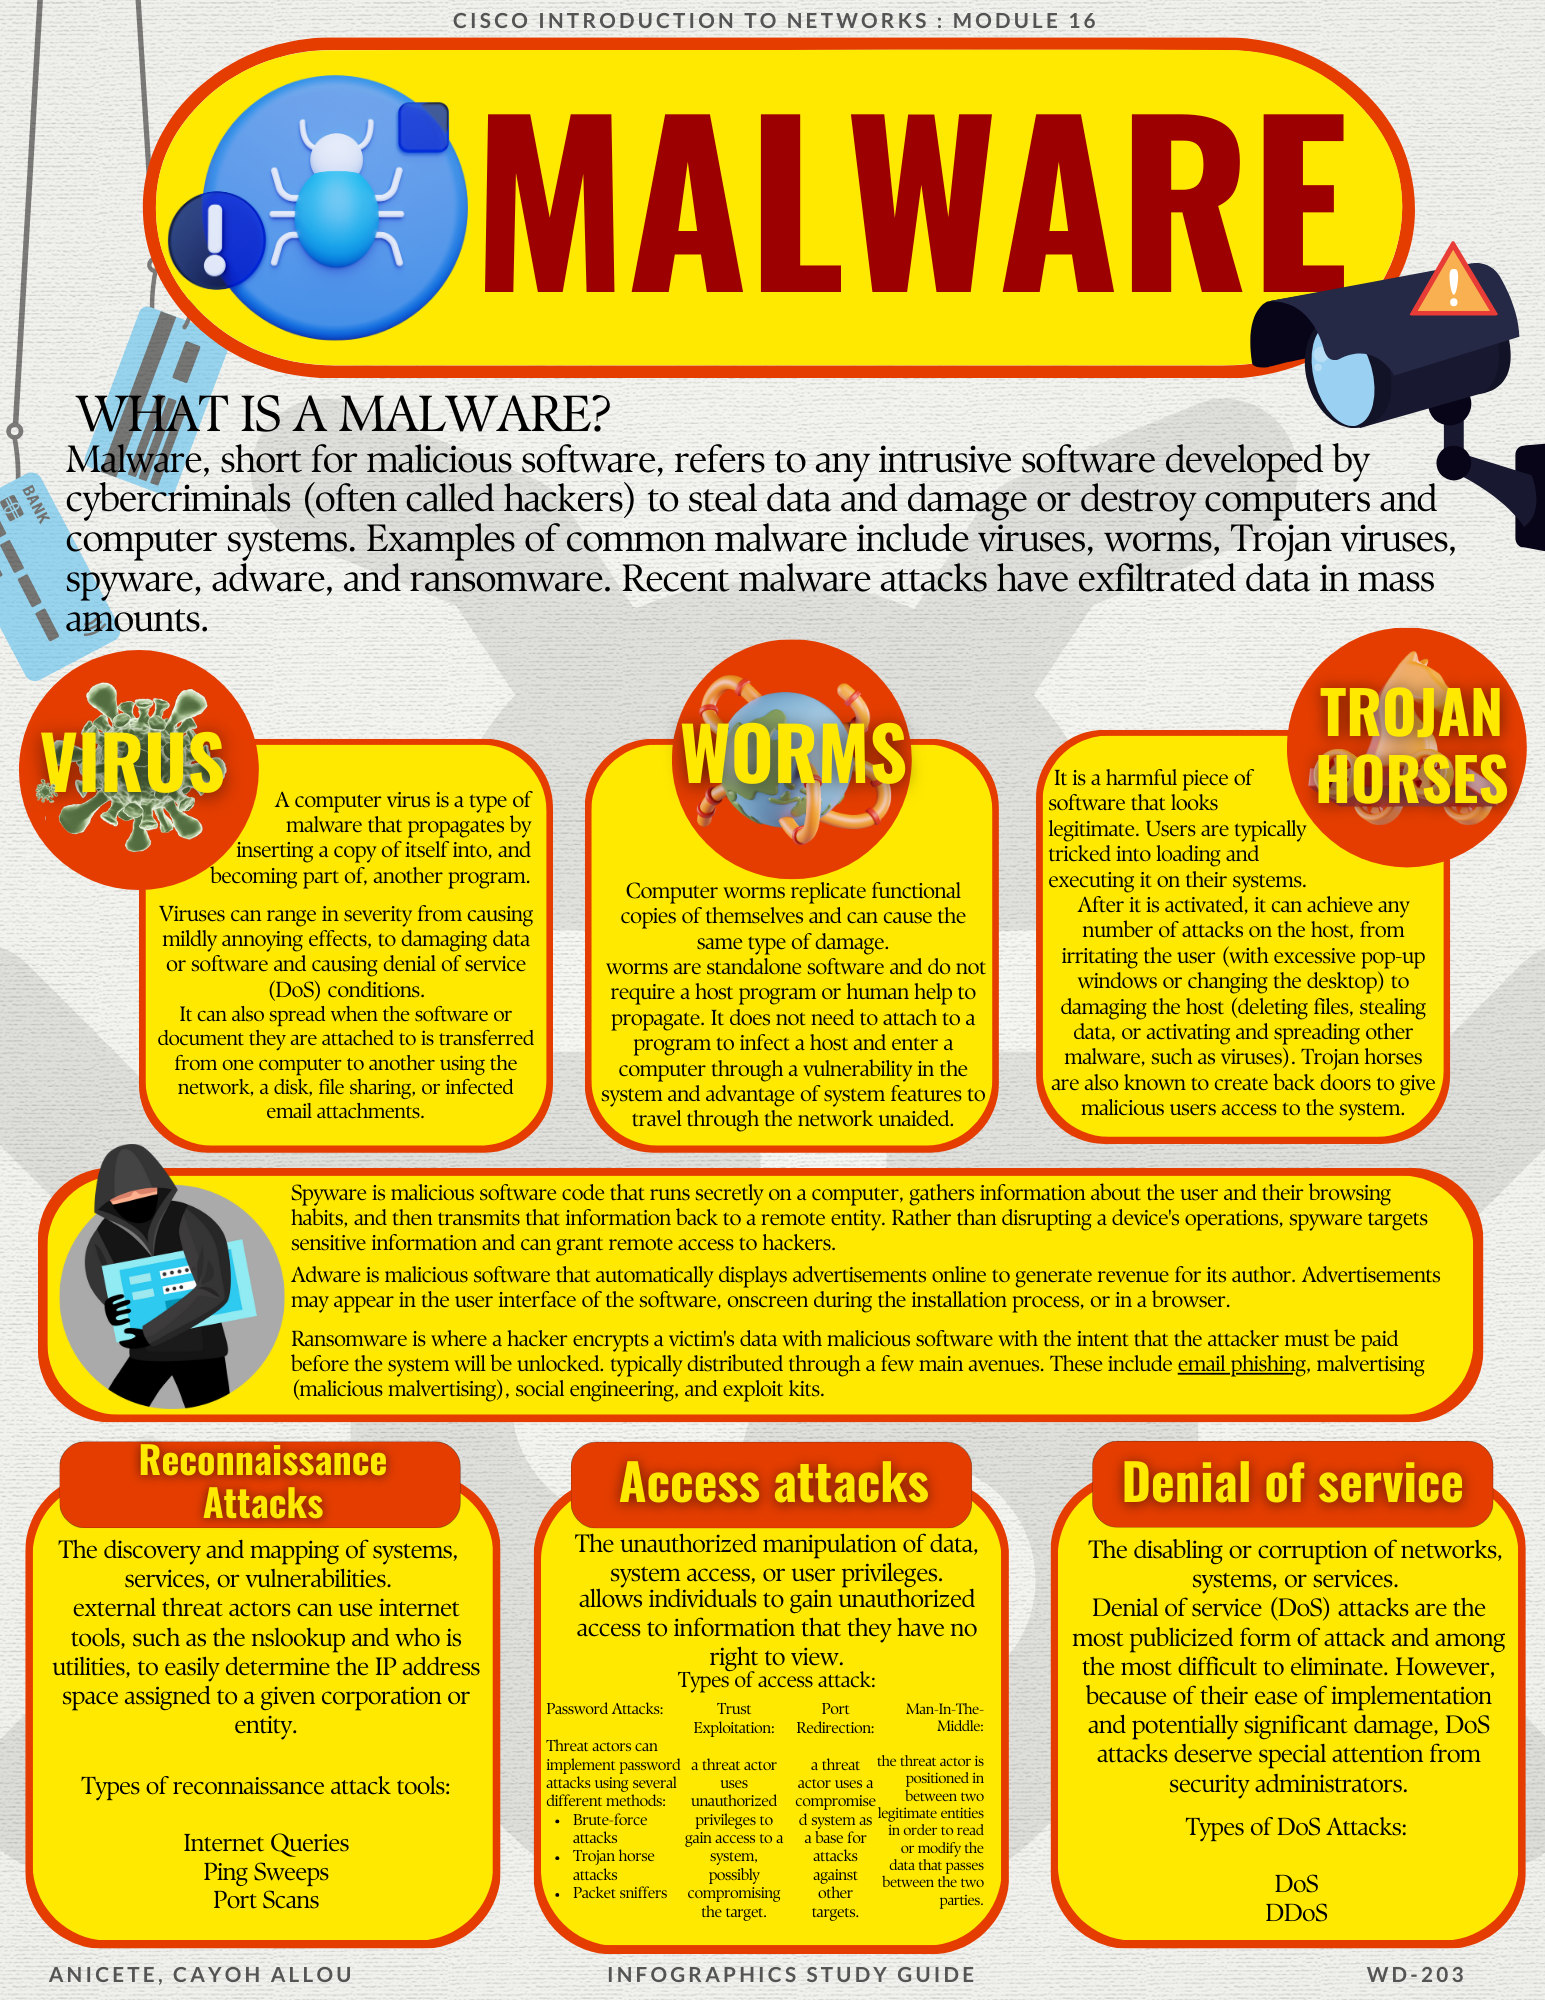 CISCO INTRODUCTION TO NETWORKS : MODULE 16
MALWARE
WHAT IS A MALWARE?
Malware, short for malicious software, refers to any intrusive software developed by
cybercriminals (often called hackers) to steal data and damage or destroy computers and
computer systems. Examples of common malware include viruses, worms, Trojan viruses,
spyware, adware, and ransomware. Recent malware attacks have exfiltrated data in mass
amounts.
BANK
VIRUS
A computer virus is a type of
malware that propagates by
inserting a copy of itself into, and
becoming part of, another program.
Viruses can range in severity from causing
mildly annoying effects, to damaging data
or software and causing denial of service
(DoS) conditions.
It can also spread when the software or
document they are attached to is transferred
from one computer to another using the
network, a disk, file sharing, or infected
email attachments.
WORMS
Computer worms replicate functional
copies of themselves and can cause the
same type of damage.
worms are standalone software and do not
require a host program or human help to
propagate. It does not need to attach to a
program to infect a host and enter a
computer through a vulnerability in the
system and advantage of system features to
travel through the network unaided.
TROJAN
HORSES
It is a harmful piece of
software that looks
legitimate. Users are typically
tricked into loading and
executing it on their systems.
After it is activated, it can achieve any
number of attacks on the host, from
irritating the user (with excessive pop-up
windows or changing the desktop) to
damaging the host (deleting files, stealing
data, or activating and spreading other
malware, such as viruses). Trojan horses
are also known to create back doors to give
malicious users access to the system.
Spyware is malicious software code that runs secretly on a computer, gathers information about the user and their browsing
habits, and then transmits that information back to a remote entity. Rather than disrupting a device's operations, spyware targets
sensitive information and can grant remote access to hackers.
Adware is malicious software that automatically displays advertisements online to generate revenue for its author. Advertisements
may appear in the user interface of the software, onscreen during the installation process, or in a browser.
Ransomware is where a hacker encrypts a victim's data with malicious software with the intent that the attacker must be paid
before the system will be unlocked. typically distributed through a few main avenues. These include email phishing, malvertising
(malicious malvertising), social engineering, and exploit kits.
Reconnaissance
Attacks
The discovery and mapping of systems,
services, or vulnerabilities.
external threat actors can use internet
tools, such as the nslookup and who is
utilities, to easily determine the IP address
space assigned to a given corporation or
entity.
Types of reconnaissance attack tools:
Internet Queries
Ping Sweeps
Port Scans
Access attacks
The unauthorized manipulation of data,
system access, or user privileges.
allows individuals to gain unauthorized
access to information that they have no
right to view.
Types of access attack:
Password Attacks:
Threat actors can
implement password
attacks using several
different methods:
• Brute-force
attacks
• Trojan horse
attacks
• Packet sniffers
Trust
Exploitation:
a threat actor
uses
unauthorized
privileges to
gain access to a
system,
possibly
compromising
the target.
Port
Redirection:
a threat
actor uses a
compromise
d system as
a base for
attacks
against
other
targets.
Man-In-The-
Middle:
the threat actor is
positioned in
between two
legitimate entities
in order to read
or modify the
data that passes
between the two
parties.
Denial of service
The disabling or corruption of networks,
systems, or services.
Denial of service (DoS) attacks are the
most publicized form of attack and among
the most difficult to eliminate. However,
because of their ease of implementation
and potentially significant damage, DoS
attacks deserve special attention from
security administrators.
Types of DoS Attacks:
DoS
DDoS
ANICETE, CAYOH ALLOU
INFOGRAPHICS STUDY GUIDE
WD-203